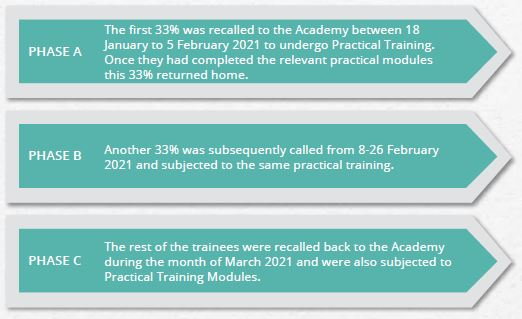 PHASE A
The first 33% was recalled to the Academy between 18
January to 5 February 2021 to undergo Practical Training.
Once they had completed the relevant practical modules
this 33% returned home.
PHASE B
Another 33% was subsequently called from 8-26 February
2021 and subjected to the same practical training.
PHASE C
The rest of the trainees were recalled back to the Academy
during the month of March 2021 and were also subjected to
Practical Training Modules.